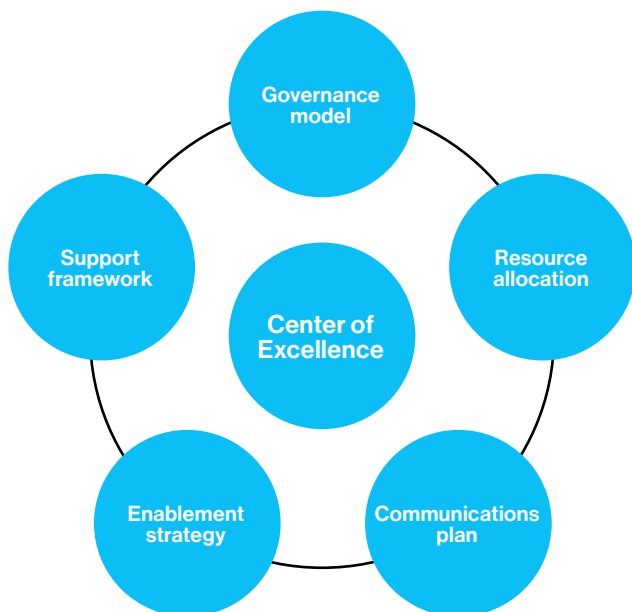 Governance
model
Support
framework
Resource
allocation
Center of
Excellence
Enablement
strategy
Communications
plan